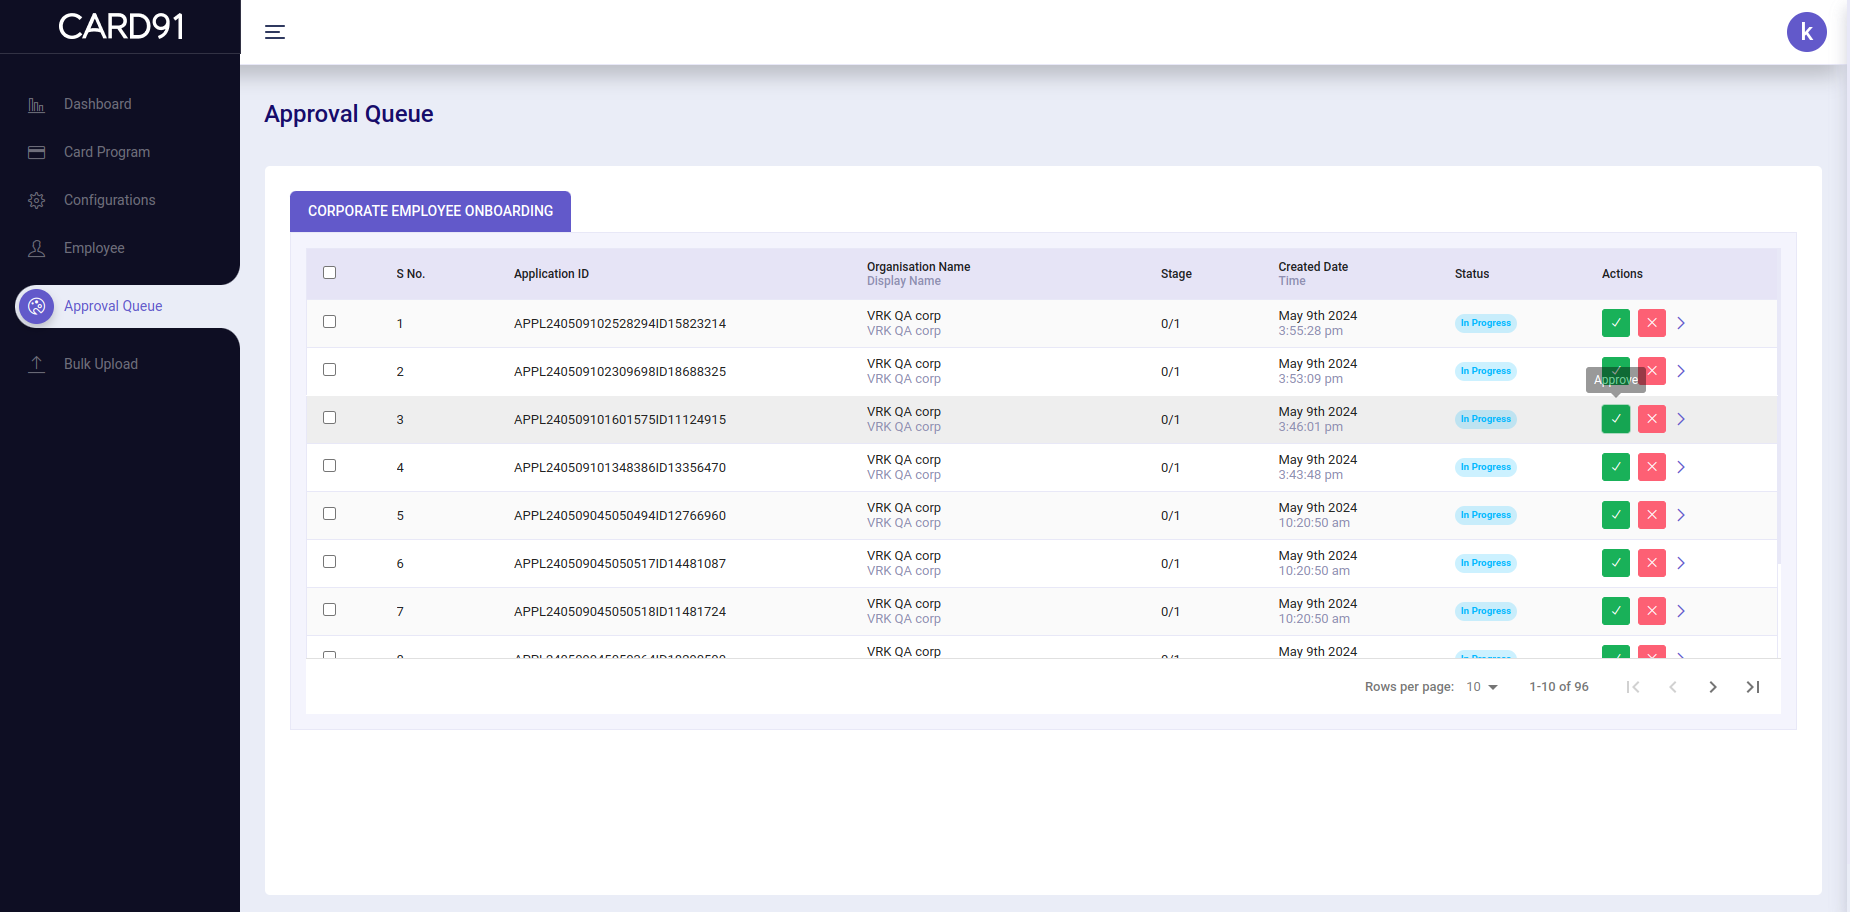 CARD91
k
Dashboard
Card Program
Configurations
Employee
Approval Queue
Bulk Upload
Approval Queue
CORPORATE EMPLOYEE ONBOARDING
S No. Application ID Organisation Name Stage Created Date Status Actions
Display Name Time
1 APPL240509102528294ID15823214 VRK QA corp 0/1 May 9th 2024 In Progress
VRK QA corp 3:55:28 pm
2 APPL240509102309698ID18688325 VRK QA corp 0/1 May 9th 2024 In Progress
VRK QA corp 3:53:09 pm
Approve
3 APPL240509101601575ID11124915 VRK QA corp 0/1 May 9th 2024 In Progress
VRK QA corp 3:46:01 pm
4 APPL240509101348386ID13356470 VRK QA corp 0/1 May 9th 2024 In Progress
VRK QA corp 3:43:48 pm
5 APPL240509045050494ID12766960 VRK QA corp 0/1 May 9th 2024 In Progress
VRK QA corp 10:20:50 am
6 APPL240509045050517ID14481087 VRK QA corp 0/1 May 9th 2024 In Progress
VRK QA corp 10:20:50 am
7 APPL240509045050518ID11481724 VRK QA corp 0/1 May 9th 2024 In Progress
VRK QA corp 10:20:50 am
VRK QA corp May 9th 2024
Rows per page: 10 1-10 of 96